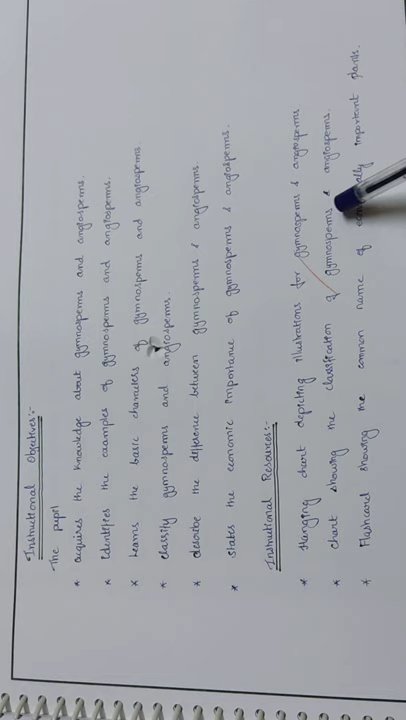 Instructional Objectives:-
The pupil
* acquires the knowledge about gymnosperms and angiosperms.
* Identifies the examples of gymnosperms and angiosperms.
* Learns the basic characters of gymnosperms and angiosperms
* classify gymnosperms and angiosperms.
* describe the difference between gymnosperms & angiosperms.
* states the economic importance of gymnosperms & angiosperms.
Instructional Resources:-
* Hanging chart depicting illustrations for gymnosperms & angiosperms
* chart showing the classification of gymnosperms & angiosperms.
* Flashcard showing the common name of important plants.